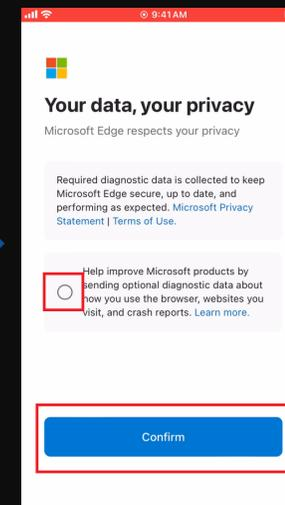 9:41 AM
Your data, your privacy
Microsoft Edge respects your privacy
Required diagnostic data is collected to keep
Microsoft Edge secure, up to date, and
performing as expected. Microsoft Privacy
Statement | Terms of Use.
Help improve Microsoft products by
sending optional diagnostic data about
how you use the browser, websites you
visit, and crash reports. Learn more.
Confirm